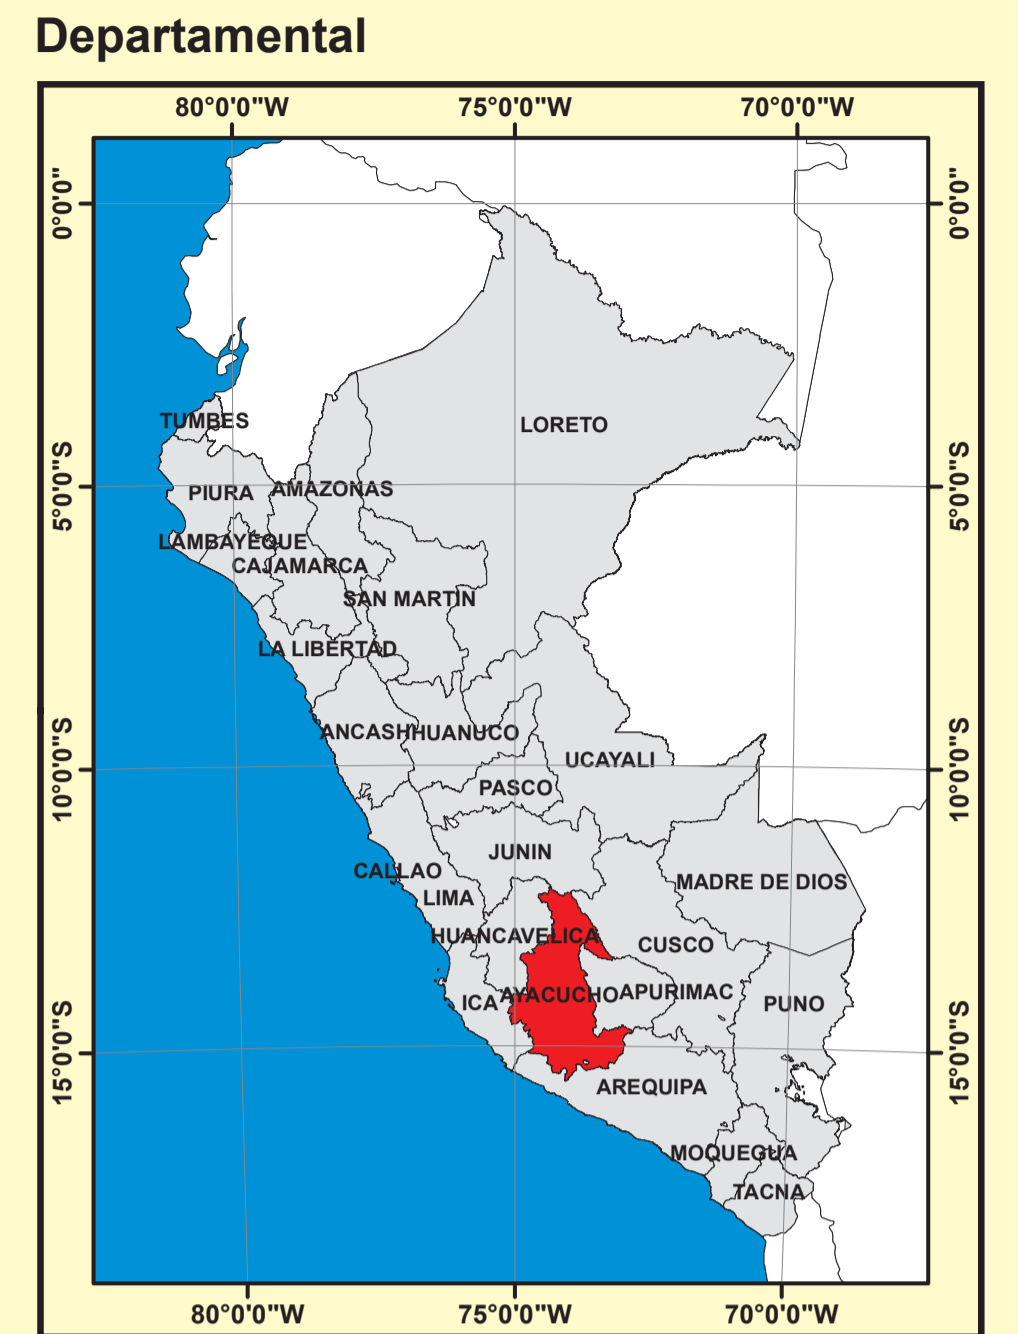 Departamental
80°0'0"W 75°0'0"W 70°0'0"W
0°0'0" 0°0'0"
TUMBES
LORETO
5°0'0"S 5°0'0"S
PIURA AMAZONAS
LAMBAYEQUE
CAJAMARCA
SAN MARTIN
LA LIBERTAD
ANCASH HUANUCO
UCAYALI
10°0'0"S 10°0'0"S
PASCO
JUNIN
CALLAO
MADRE DE DIOS
LIMA
HUANCAVELICA
CUSCO
ICA AYACUCHO APURIMAC PUNO
15°0'0"S 15°0'0"S
AREQUIPA
MOQUEGUA
TACNA
80°0'0"W 75°0'0"W 70°0'0"W